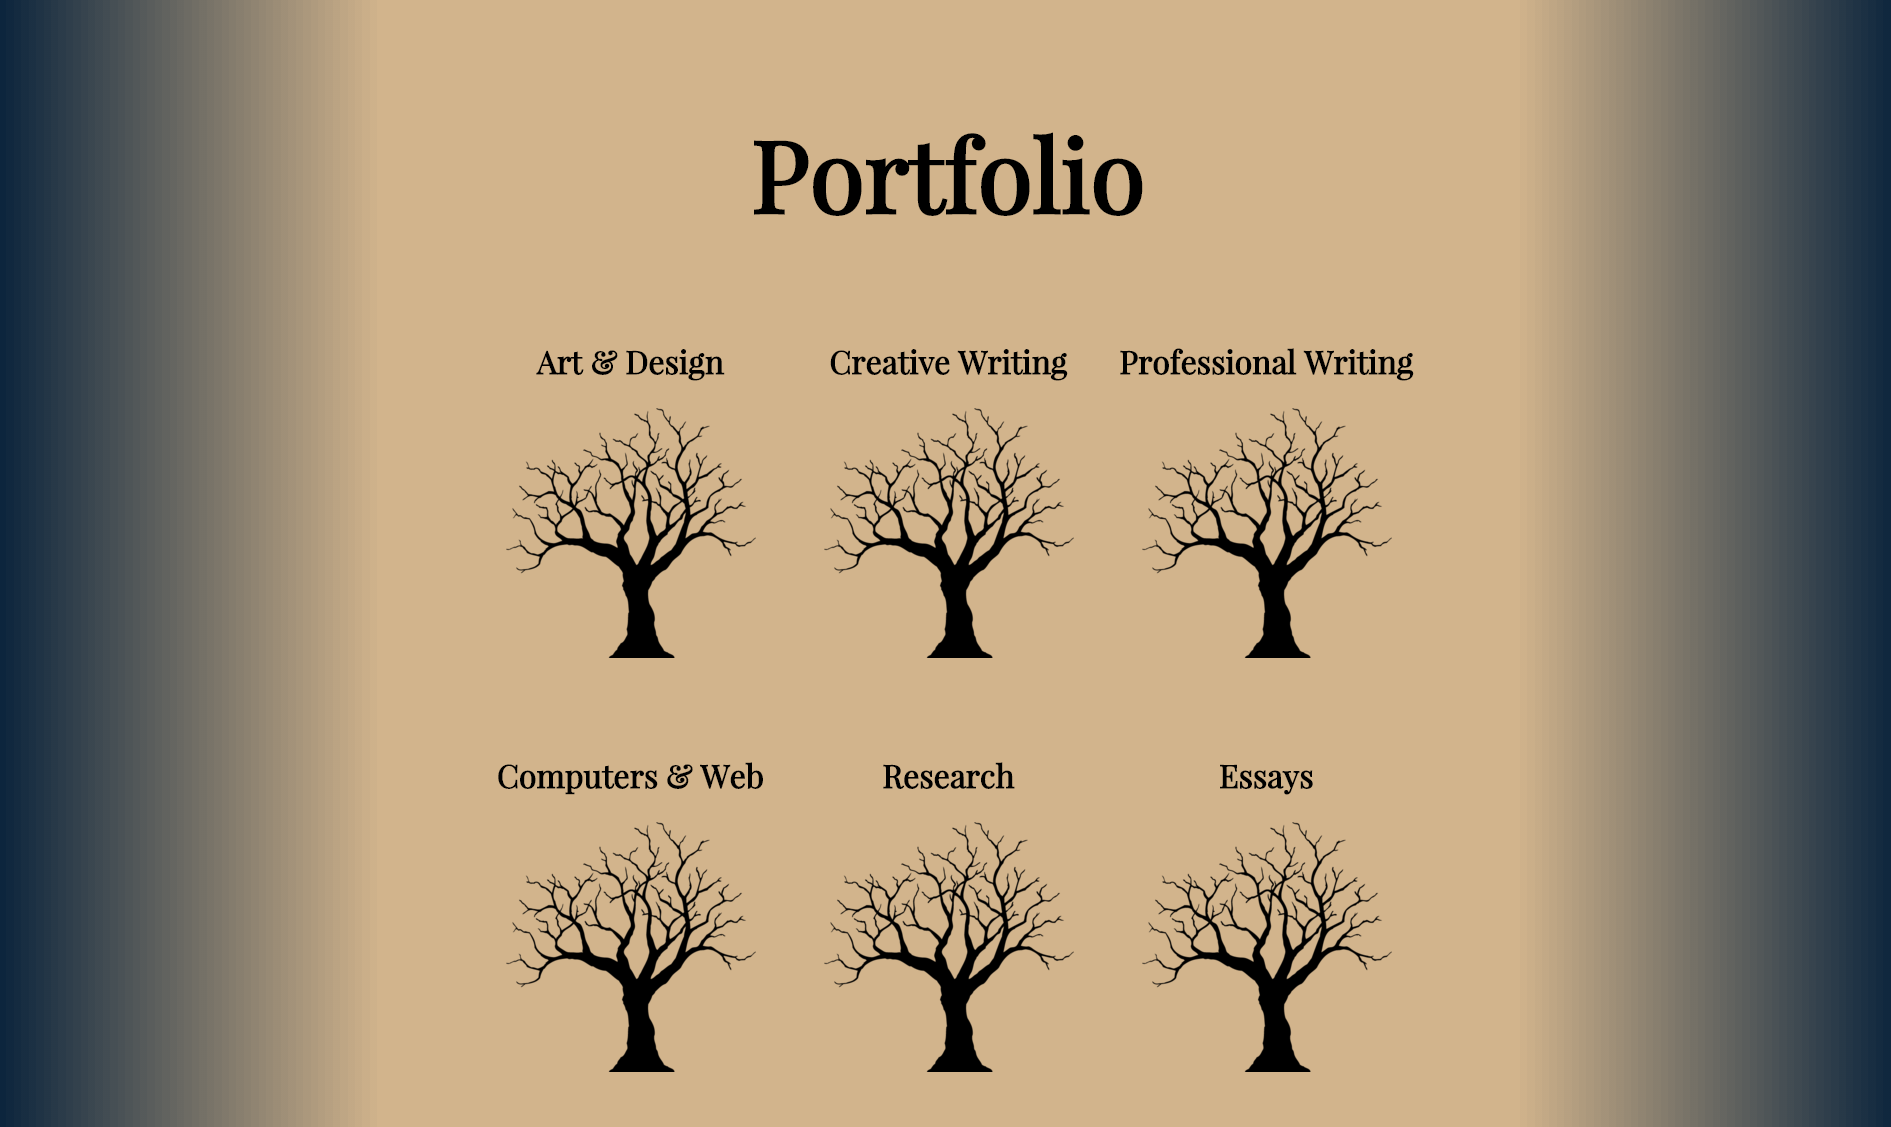 Portfolio
Art & Design
Creative Writing
Professional Writing
Computers & Web
Research
Essays